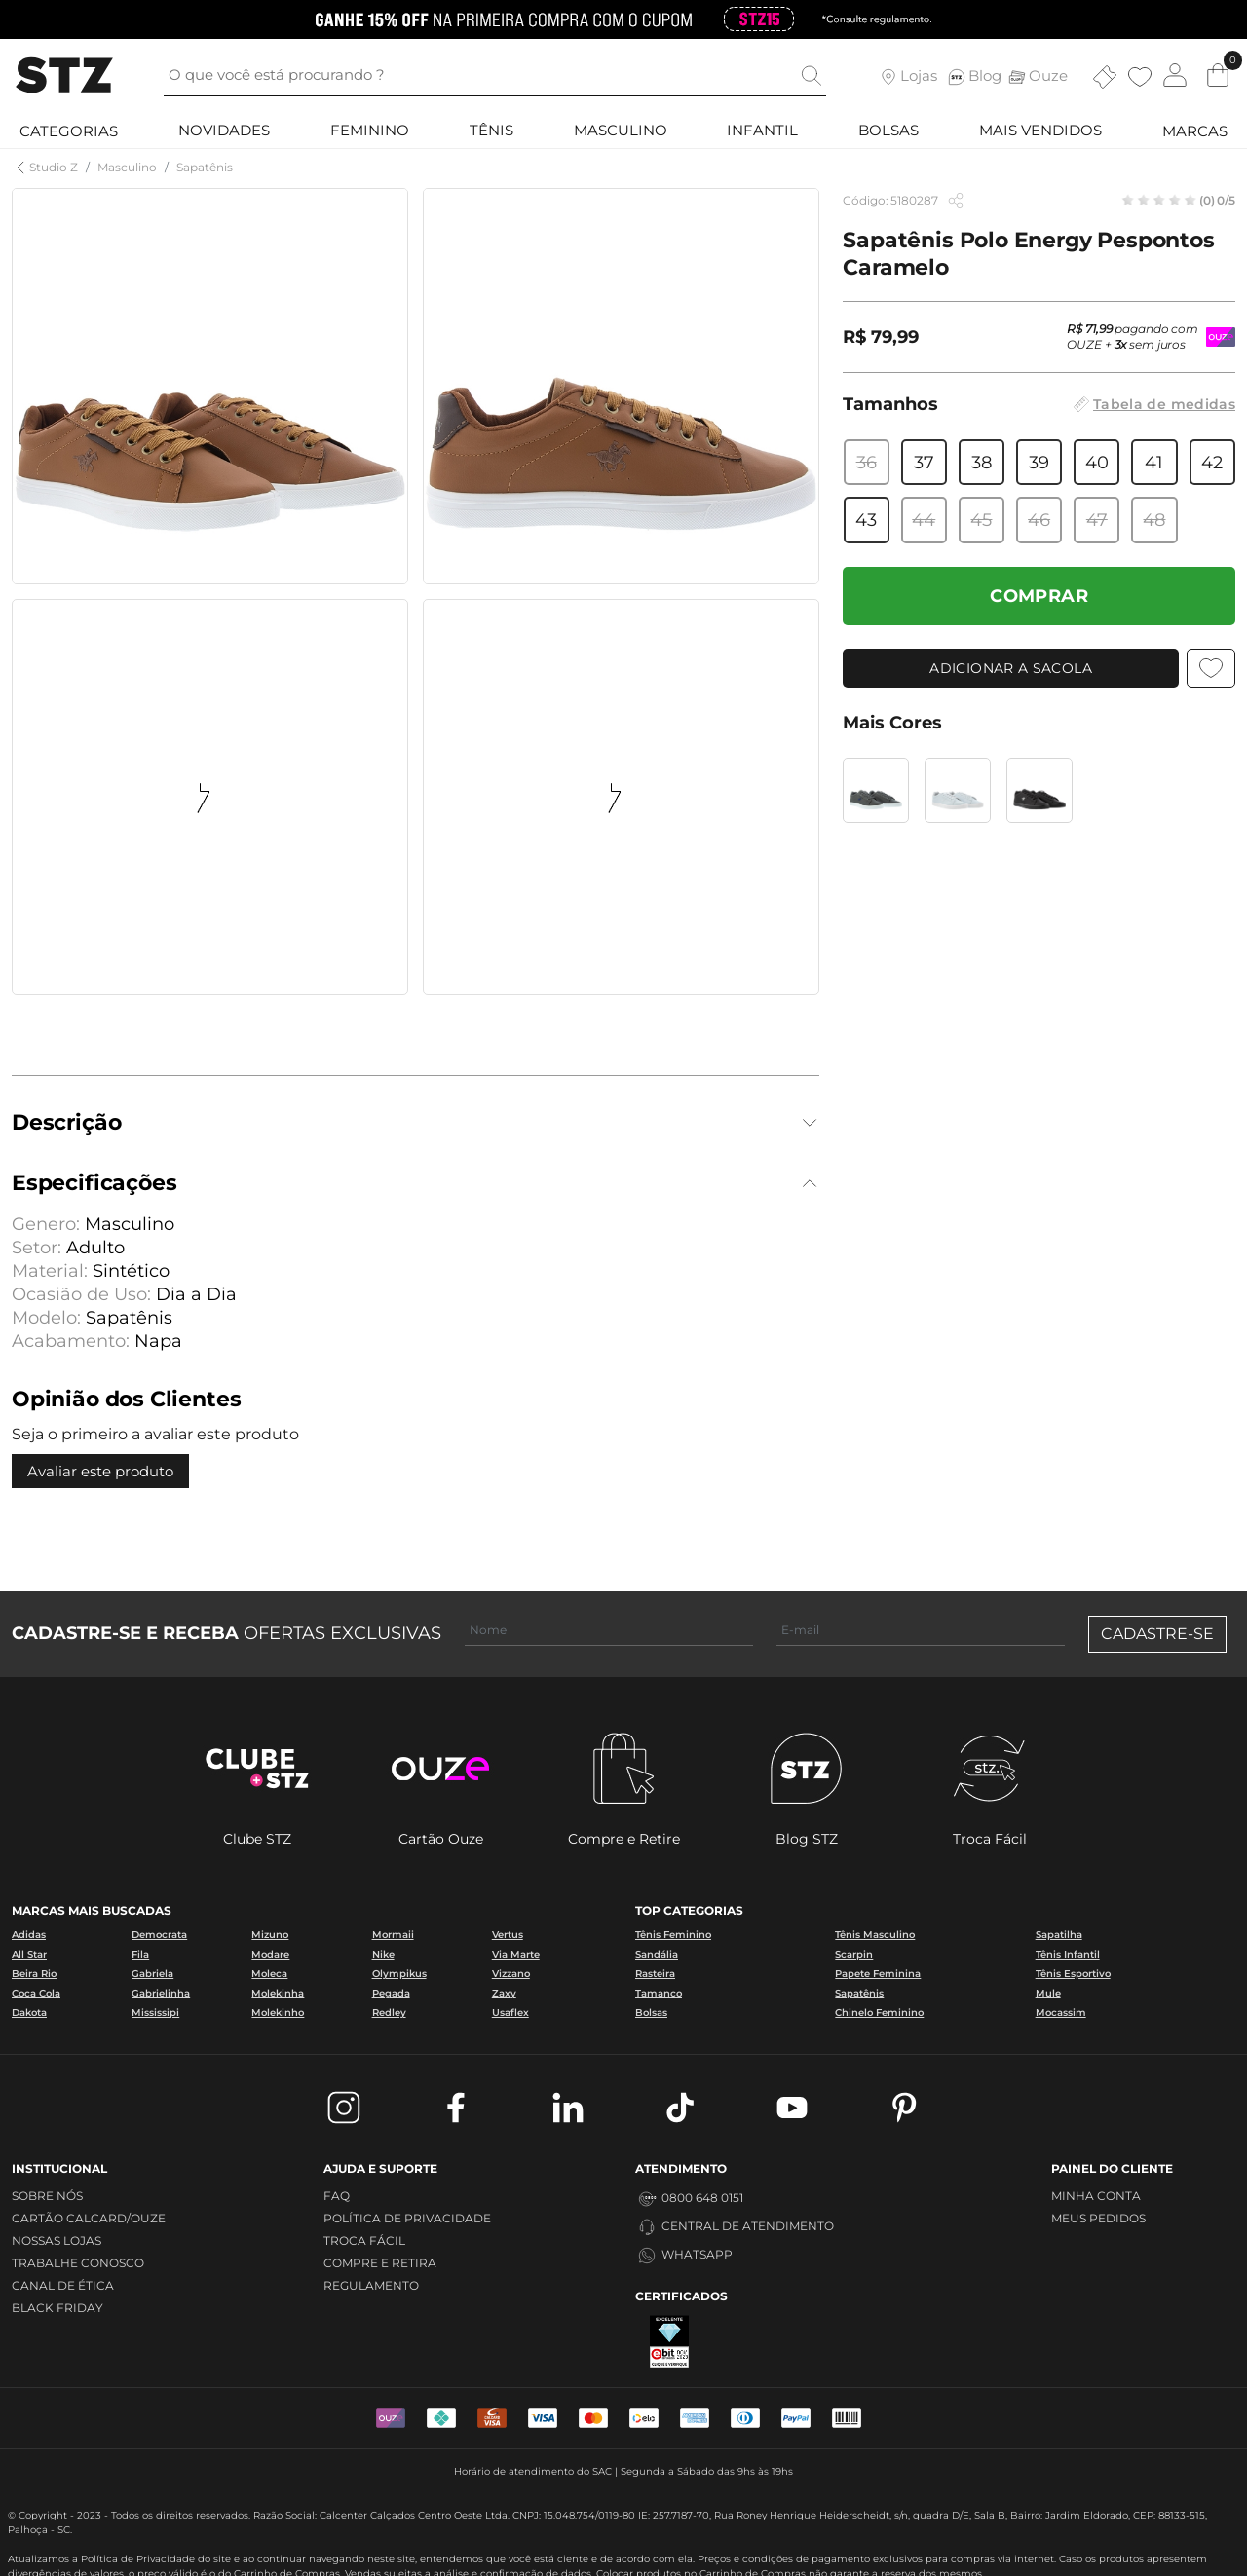 GANHE 15% OFF NA PRIMEIRA COMPRA COM O CUPOM STZ15 *Consulte regulamento.
STZ
O que você está procurando ?
Lojas STZ Blog Ouze 0
CATEGORIAS NOVIDADES FEMININO TÊNIS MASCULINO INFANTIL BOLSAS MAIS VENDIDOS MARCAS
Studio Z / Masculino / Sapatênis
Código: 5180287 (0) 0/5
Sapatênis Polo Energy Pespontos
Caramelo
R$ 79,99
R$ 71,99 pagando com
OUZE + 3x sem juros
OUZE
Tamanhos Tabela de medidas
36 37 38 39 40 41 42
43 44 45 46 47 48
COMPRAR
ADICIONAR A SACOLA
Mais Cores
Descrição
Especificações
Genero: Masculino
Setor: Adulto
Material: Sintético
Ocasião de Uso: Dia a Dia
Modelo: Sapatênis
Acabamento: Napa
Opinião dos Clientes
Seja o primeiro a avaliar este produto
Avaliar este produto
CADASTRE-SE E RECEBA OFERTAS EXCLUSIVAS Nome E-mail CADASTRE-SE
CLUBE
+STZ
ouze
STZ
stz.
Clube STZ Cartão Ouze Compre e Retire Blog STZ Troca Fácil
MARCAS MAIS BUSCADAS
Adidas Democrata Mizuno Mormaii Vertus
All Star Fila Modare Nike Via Marte
Beira Rio Gabriela Moleca Olympikus Vizzano
Coca Cola Gabrielinha Molekinha Pegada Zaxy
Dakota Mississipi Molekinho Redley Usaflex
TOP CATEGORIAS
Tênis Feminino Tênis Masculino Sapatilha
Sandália Scarpin Tênis Infantil
Rasteira Papete Feminina Tênis Esportivo
Tamanco Sapatênis Mule
Bolsas Chinelo Feminino Mocassim
INSTITUCIONAL
SOBRE NÓS
CARTÃO CALCARD/OUZE
NOSSAS LOJAS
TRABALHE CONOSCO
CANAL DE ÉTICA
BLACK FRIDAY
AJUDA E SUPORTE
FAQ
POLÍTICA DE PRIVACIDADE
TROCA FÁCIL
COMPRE E RETIRA
REGULAMENTO
ATENDIMENTO
0800 648 0151
CENTRAL DE ATENDIMENTO
WHATSAPP
CERTIFICADOS
EXCELENTE
ebit
PAINEL DO CLIENTE
MINHA CONTA
MEUS PEDIDOS
OUZE VISA VISA elo PayPal
Horário de atendimento do SAC | Segunda a Sábado das 9hs às 19hs
© Copyright - 2023 - Todos os direitos reservados. Razão Social: Calcenter Calçados Centro Oeste Ltda. CNPJ: 15.048.754/0119-80 IE: 257.7187-70, Rua Roney Henrique Heiderscheidt, s/n, quadra D/E, Sala B, Bairro: Jardim Eldorado, CEP: 88133-515,
Palhoça - SC.
Atualizamos a Política de Privacidade do site e ao continuar navegando neste site, entendemos que você está ciente e de acordo com ela. Preços e condições de pagamento exclusivos para compras via internet. Caso os produtos apresentem
divergências de valores, o preço válido é o do Carrinho de Compras. Vendas sujeitas a análise e confirmação de dados. Colocar produtos no Carrinho de Compras não garante a reserva dos mesmos.